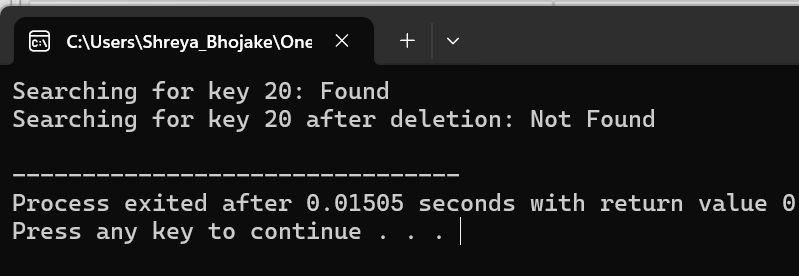 C:\Users\Shreya_Bhojake\One
Searching for key 20: Found
Searching for key 20 after deletion: Not Found
--------------------------------
Process exited after 0.01505 seconds with return value 0
Press any key to continue . . .